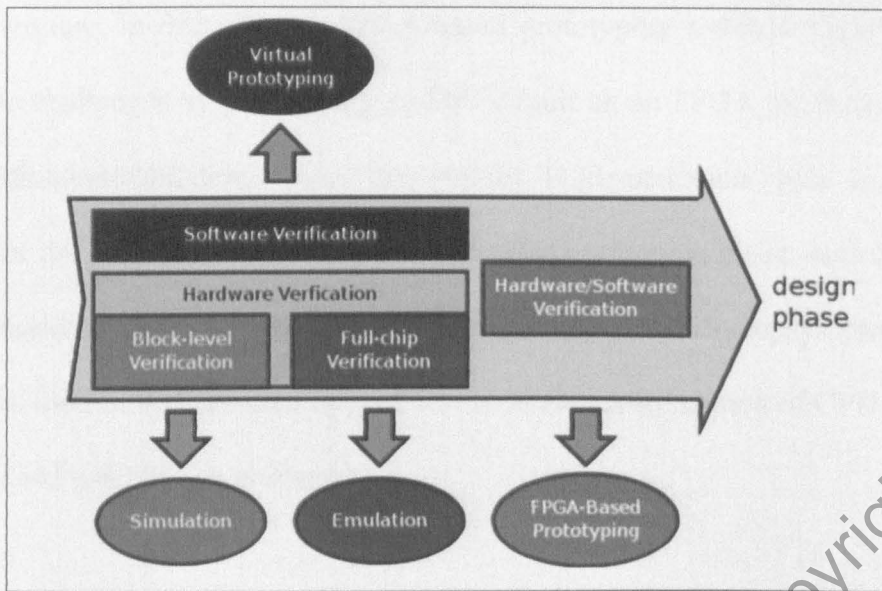 Virtual
Prototyping
Software Verification
Hardware Verfication
Block-level
Verification
Full-chip
Verification
Hardware/Software
Verification
design
phase
Simulation
Emulation
FPGA-Based
Prototyping